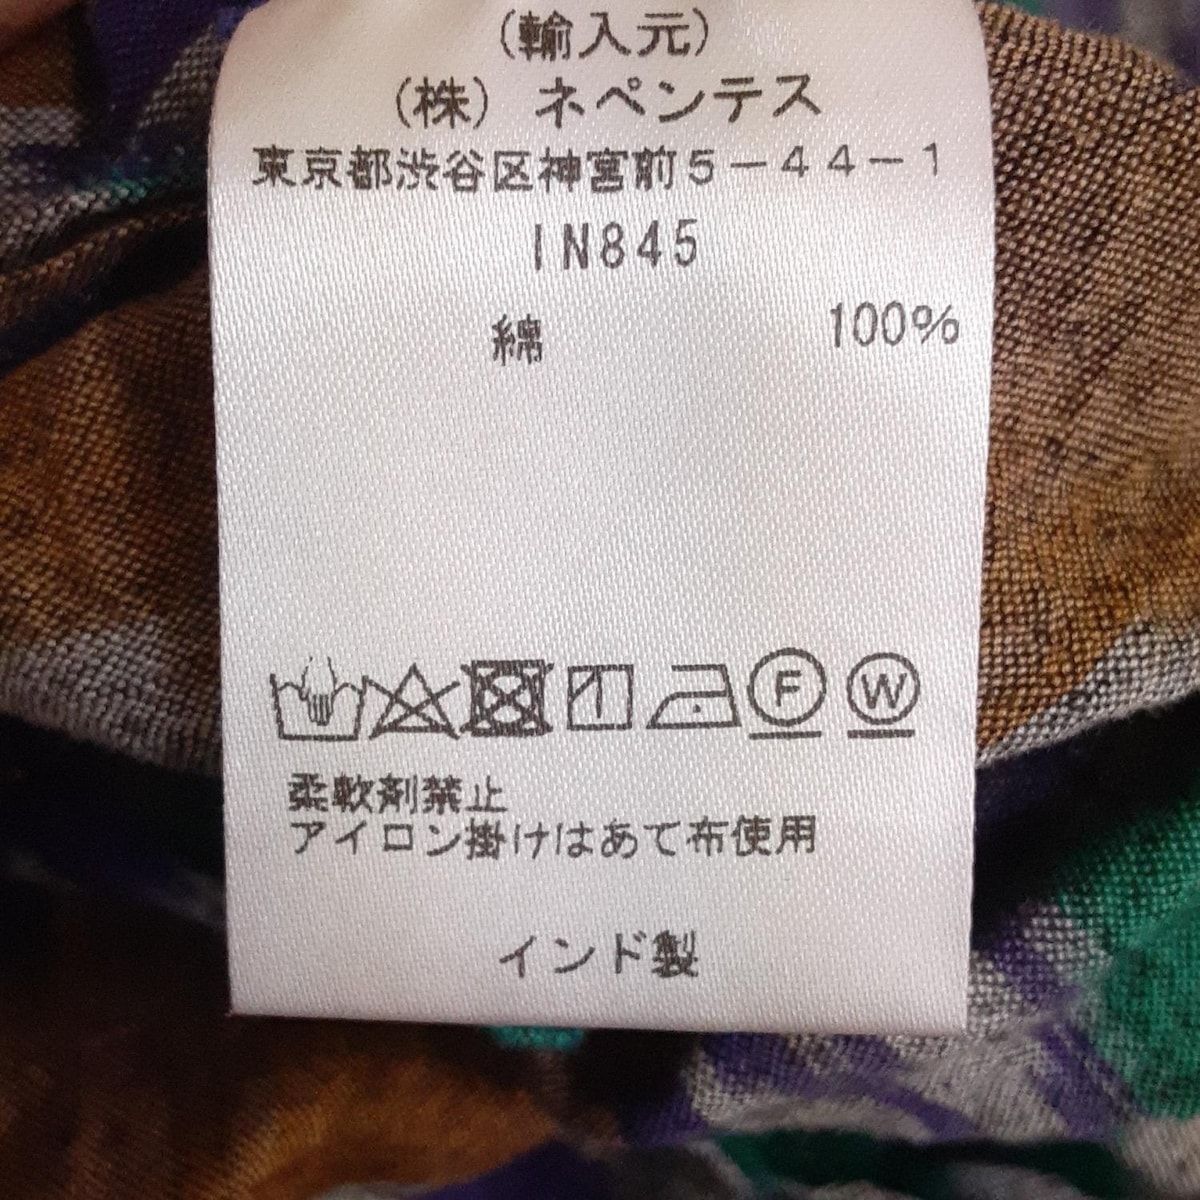 (輸入元)
(株) ネペンテス
東京都渋谷区神宮前5－44－1
IN845
綿 100%
F W
柔軟剤禁止
アイロン掛けはあて布使用
インド製